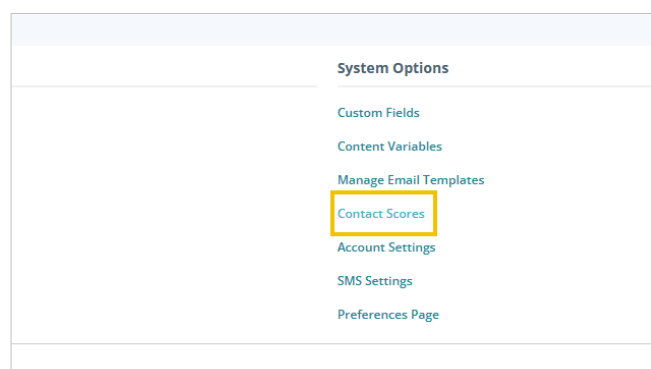 System Options
Custom Fields
Content Variables
Manage Email Templates
Contact Scores
Account Settings
SMS Settings
Preferences Page